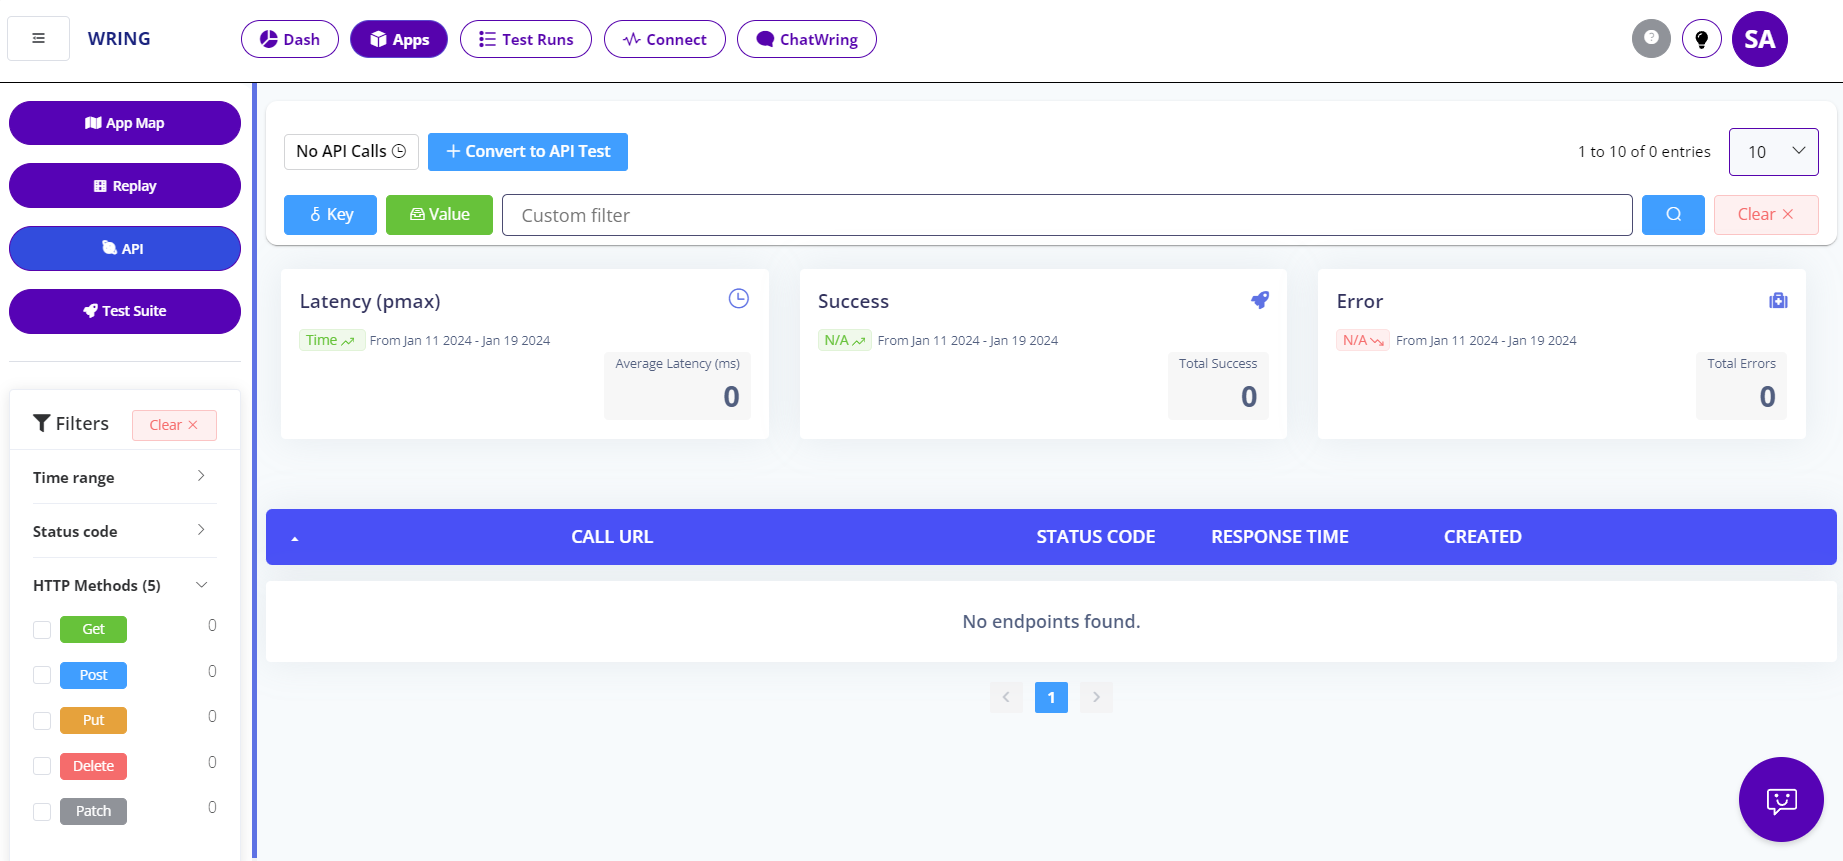 WRING
Dash
Apps
Test Runs
Connect
ChatWring
SA
App Map
Replay
API
Test Suite
Filters
Clear
Time range
Status code
HTTP Methods (5)
Get 0
Post 0
Put 0
Delete 0
Patch 0
No API Calls
Convert to API Test
1 to 10 of 0 entries
10
Key
Value
Custom filter
Clear
Latency (pmax)
Time From Jan 11 2024 - Jan 19 2024
Average Latency (ms)
0
Success
N/A From Jan 11 2024 - Jan 19 2024
Total Success
0
Error
N/A From Jan 11 2024 - Jan 19 2024
Total Errors
0
CALL URL STATUS CODE RESPONSE TIME CREATED
No endpoints found.
1